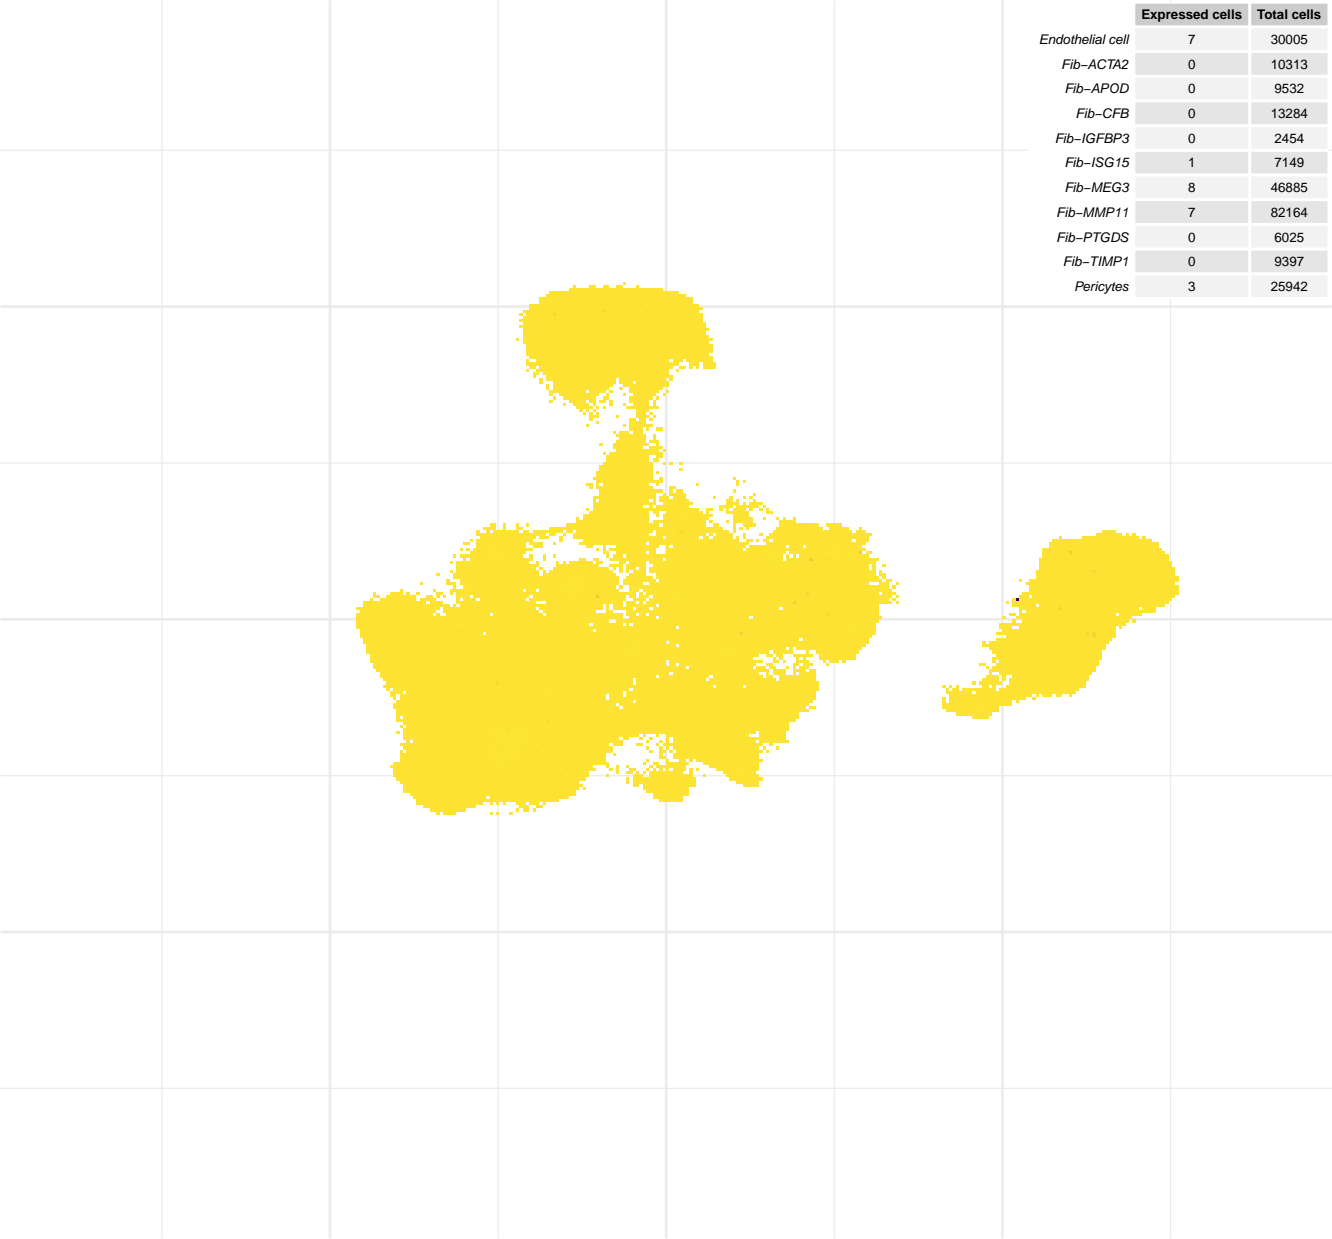 Expressed cells Total cells
Endothelial cell 7 30005
Fib−ACTA2 0 10313
Fib−APOD 0 9532
Fib−CFB 0 13284
Fib−IGFBP3 0 2454
Fib−ISG15 1 7149
Fib−MEG3 8 46885
Fib−MMP11 7 82164
Fib−PTGDS 0 6025
Fib−TIMP1 0 9397
Pericytes 3 25942